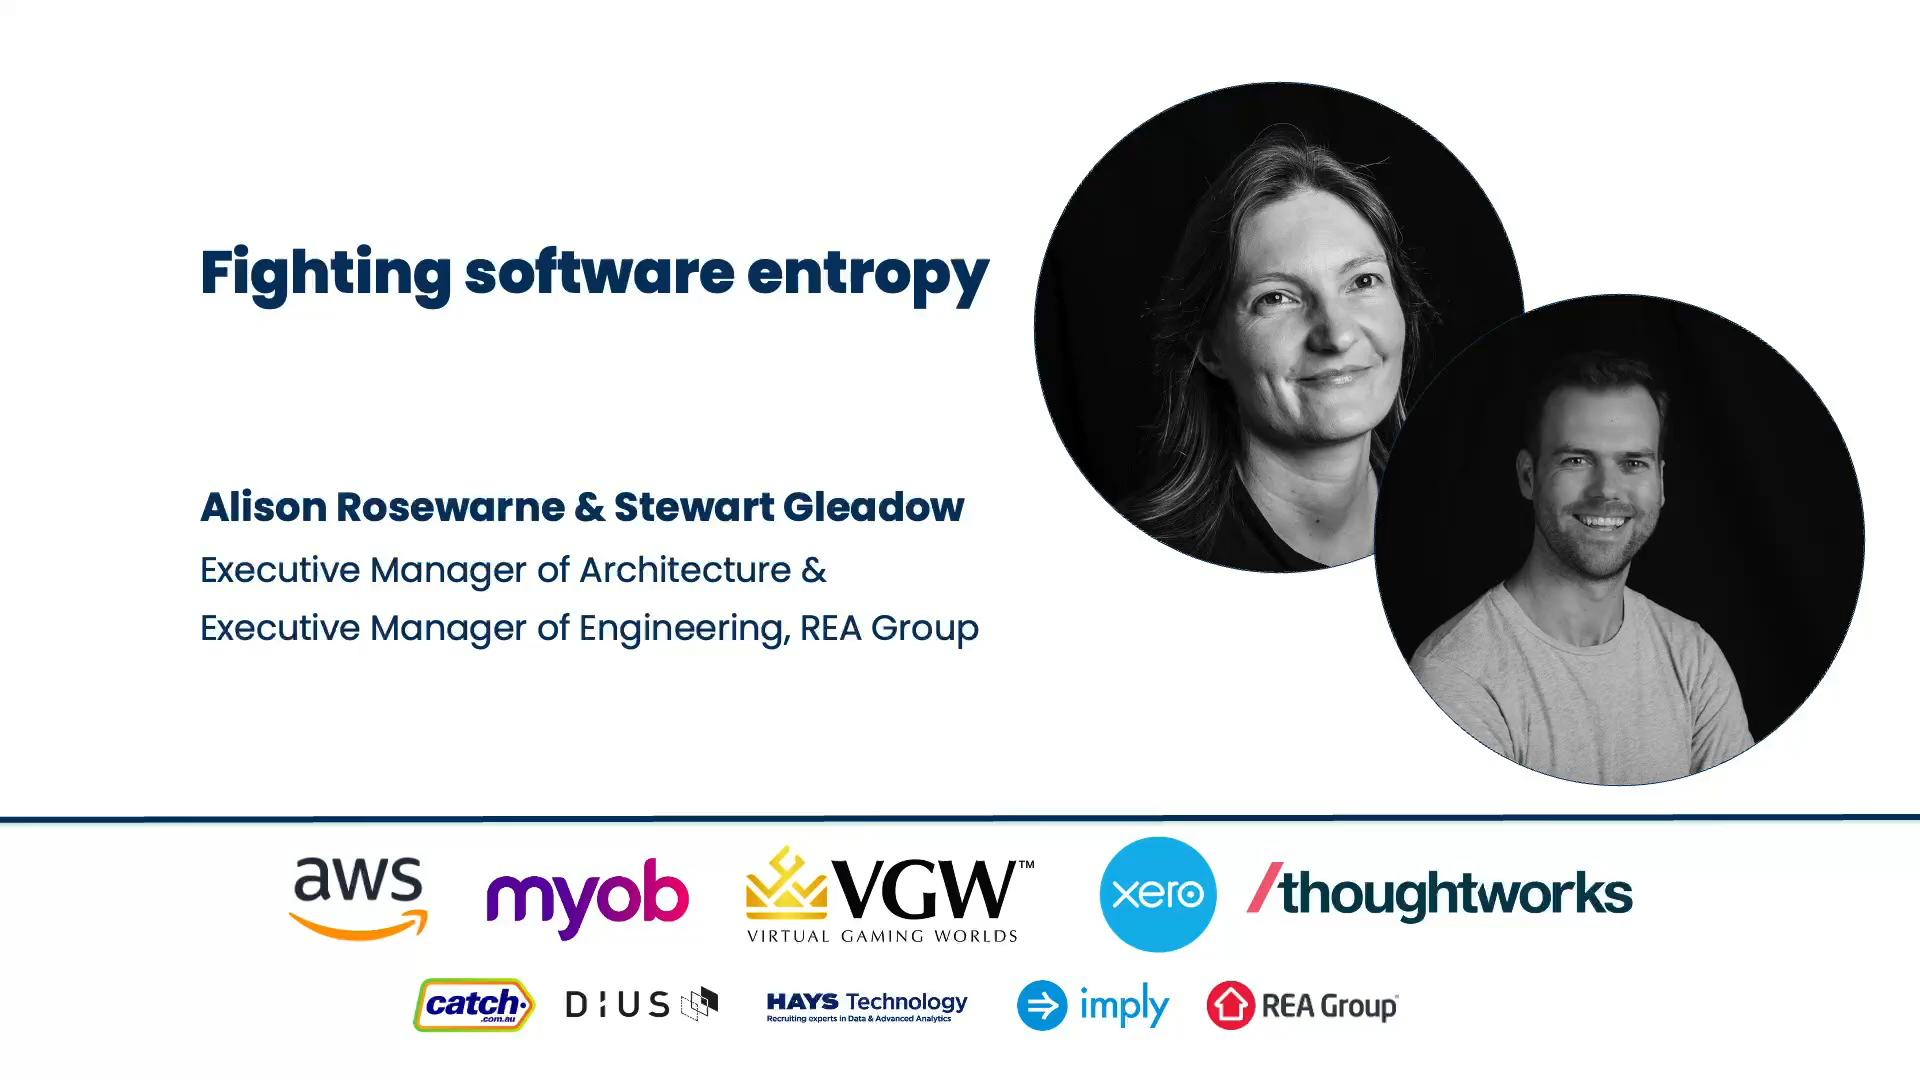 Fighting software entropy
Alison Rosewarne & Stewart Gleadow
Executive Manager of Architecture &
Executive Manager of Engineering, REA Group
aws
myob
VGW™
VIRTUAL GAMING WORLDS
xero
/thoughtworks
catch
.com.au
DIUS
HAYS Technology
Recruiting experts in Data & Advanced Analytics
imply
REA Group